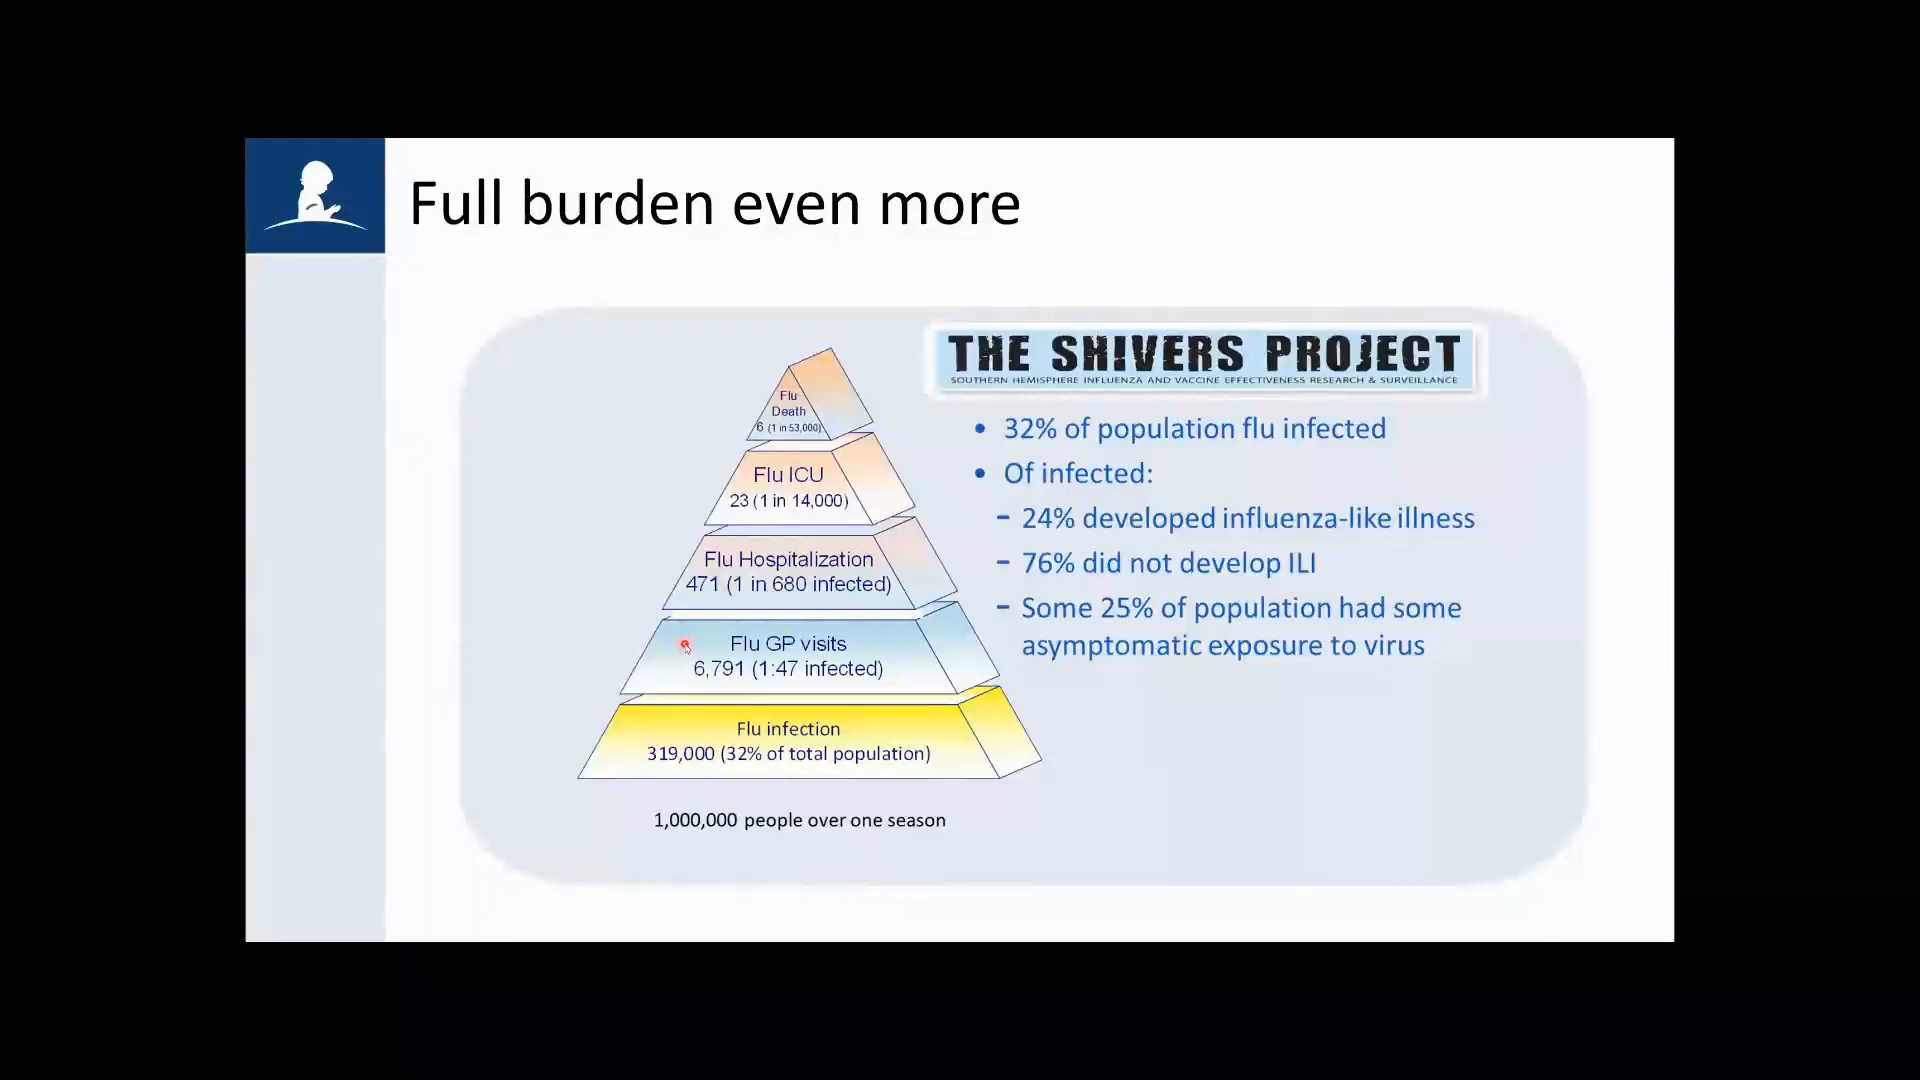 Full burden even more
THE SHIVERS PROJECT
SOUTHERN HEMISPHERE INFLUENZA AND VACCINE EFFECTIVENESS RESEARCH & SURVEILLANCE
Flu
Death
6 (1 in 53,000)
Flu ICU
23 (1 in 14,000)
Flu Hospitalization
471 (1 in 680 infected)
Flu GP visits
6,791 (1:47 infected)
Flu infection
319,000 (32% of total population)
1,000,000 people over one season
• 32% of population flu infected
• Of infected:
– 24% developed influenza-like illness
– 76% did not develop ILI
– Some 25% of population had some
asymptomatic exposure to virus